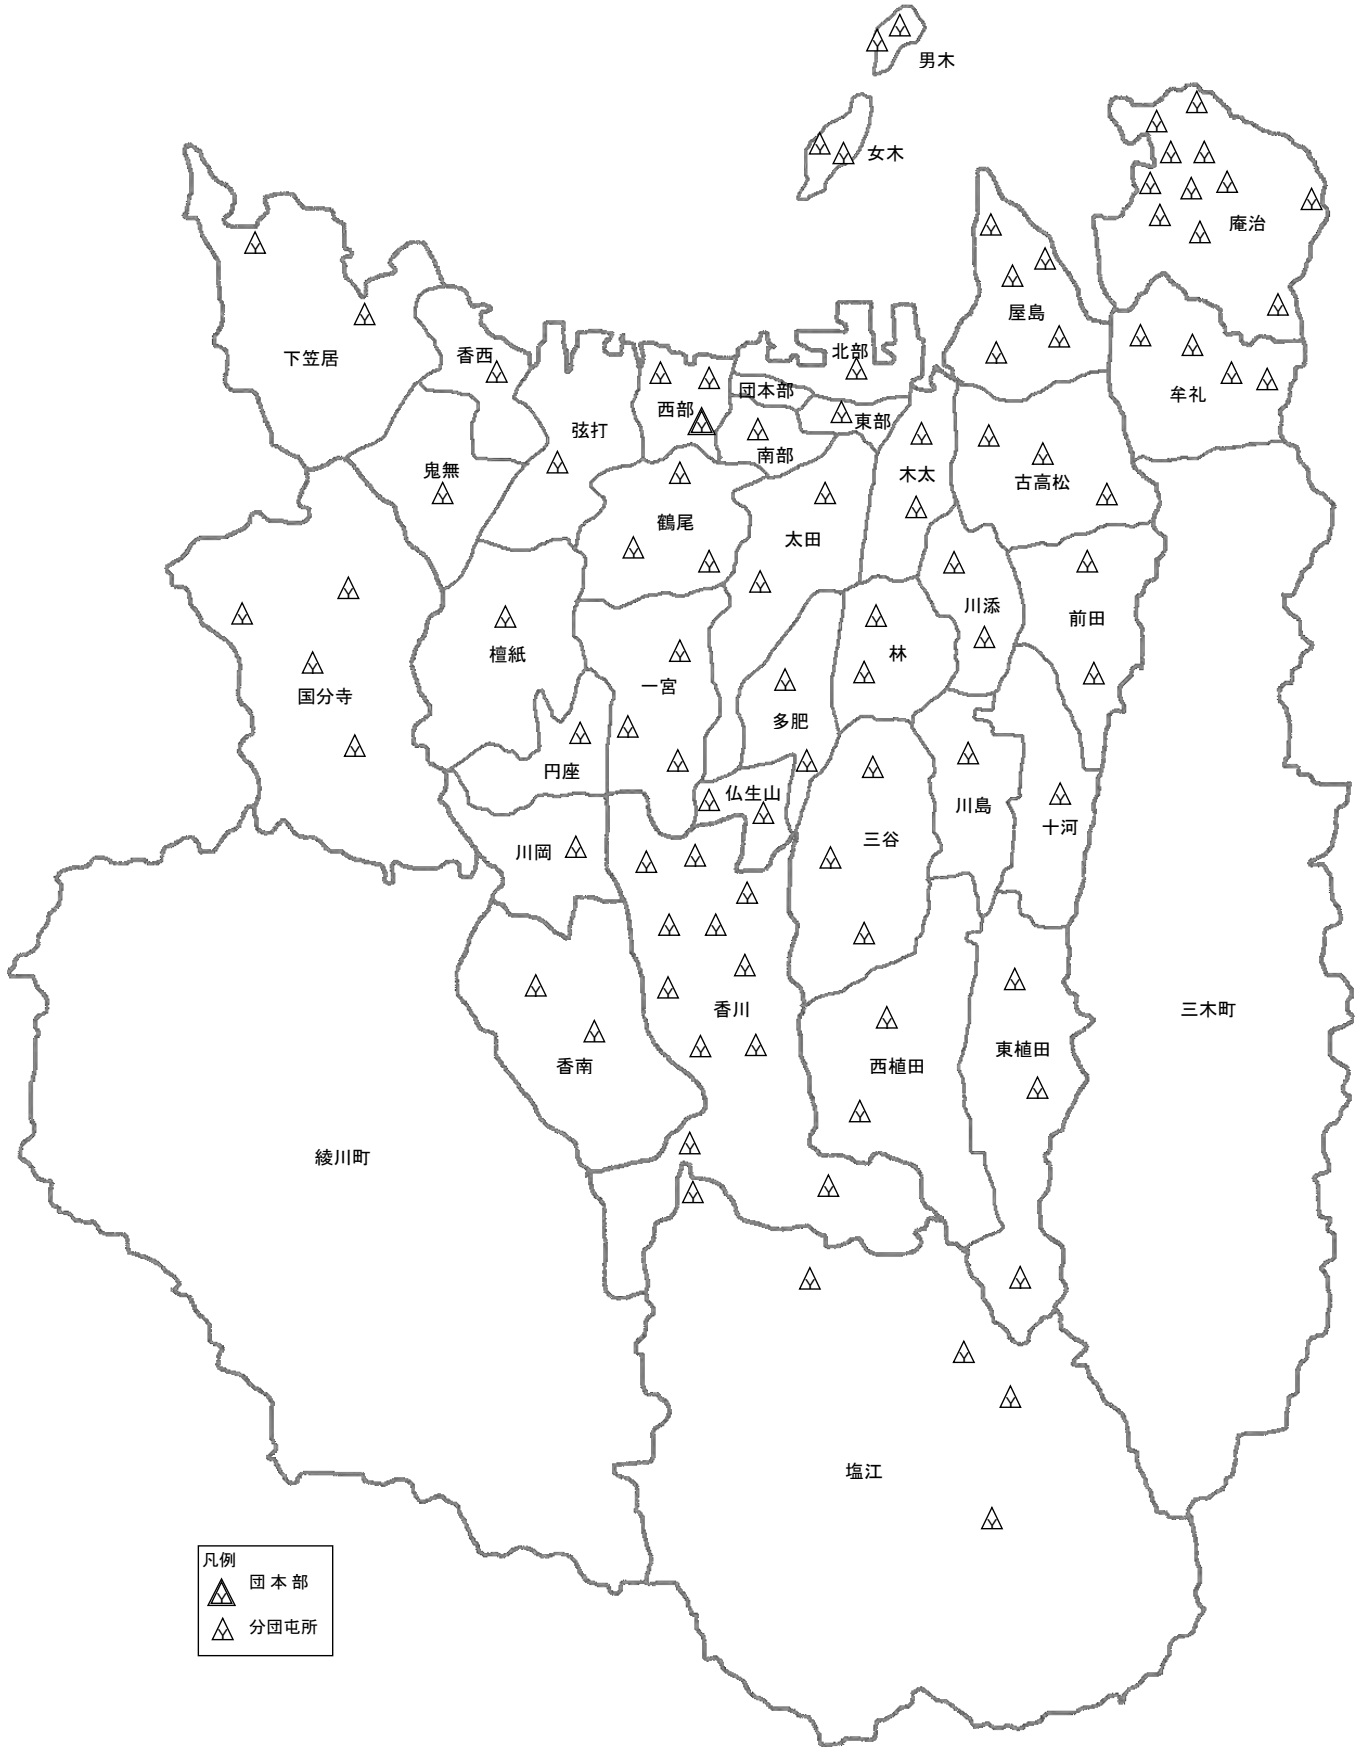 男木
女木
庵治
屋島
北部
下笠居
香西
団本部
牟礼
西部
東部
弦打
南部
鬼無
木太
古高松
鶴尾
太田
川添
前田
檀紙
林
一宮
国分寺
多肥
円座
仏生山
川島
十河
三谷
川岡
香川
三木町
東植田
香南
西植田
綾川町
塩江
凡例
団本部
分団屯所